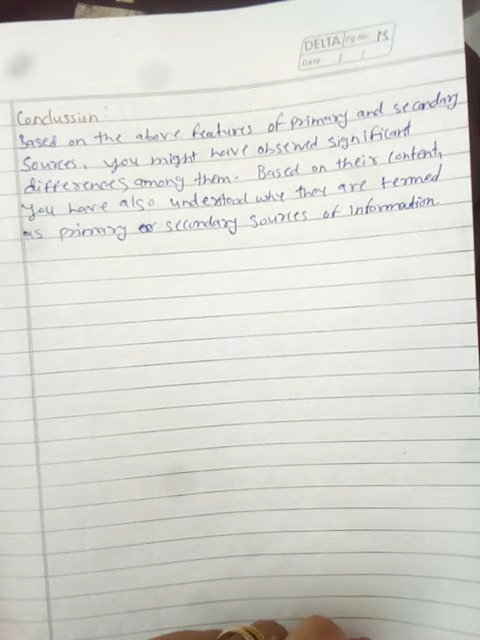 DELTA Pg No. 15
Date / /
Conclussion:
Based on the above features of primary and secondary
Sources, you might have observed significant
differences among them. Based on their content,
you have also understood why they are termed
as primary or secondary sources of information.